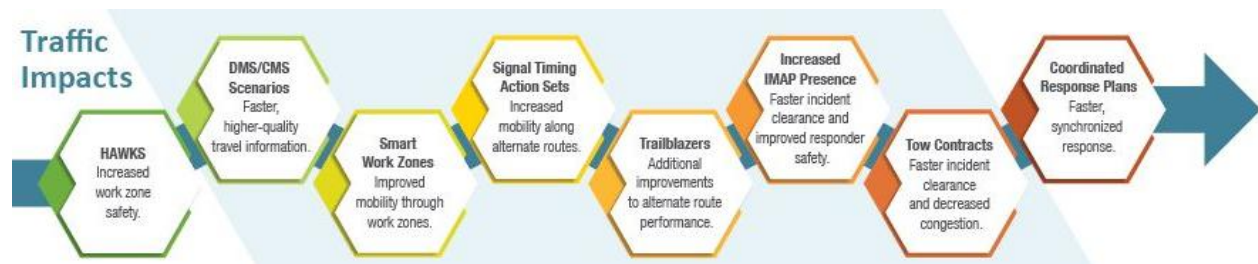 Traffic
Impacts
HAWKS
Increased
work zone
safety.
DMS/CMS
Scenarios
Faster,
higher-quality
travel information.
Smart
Work Zones
Improved
mobility through
work zones.
Signal Timing
Action Sets
Increased
mobility along
alternate routes.
Trailblazers
Additional
improvements
to alternate route
performance.
Increased
IMAP Presence
Faster incident
clearance and
improved responder
safety.
Tow Contracts
Faster incident
clearance
and decreased
congestion.
Coordinated
Response Plans
Faster,
synchronized
response.